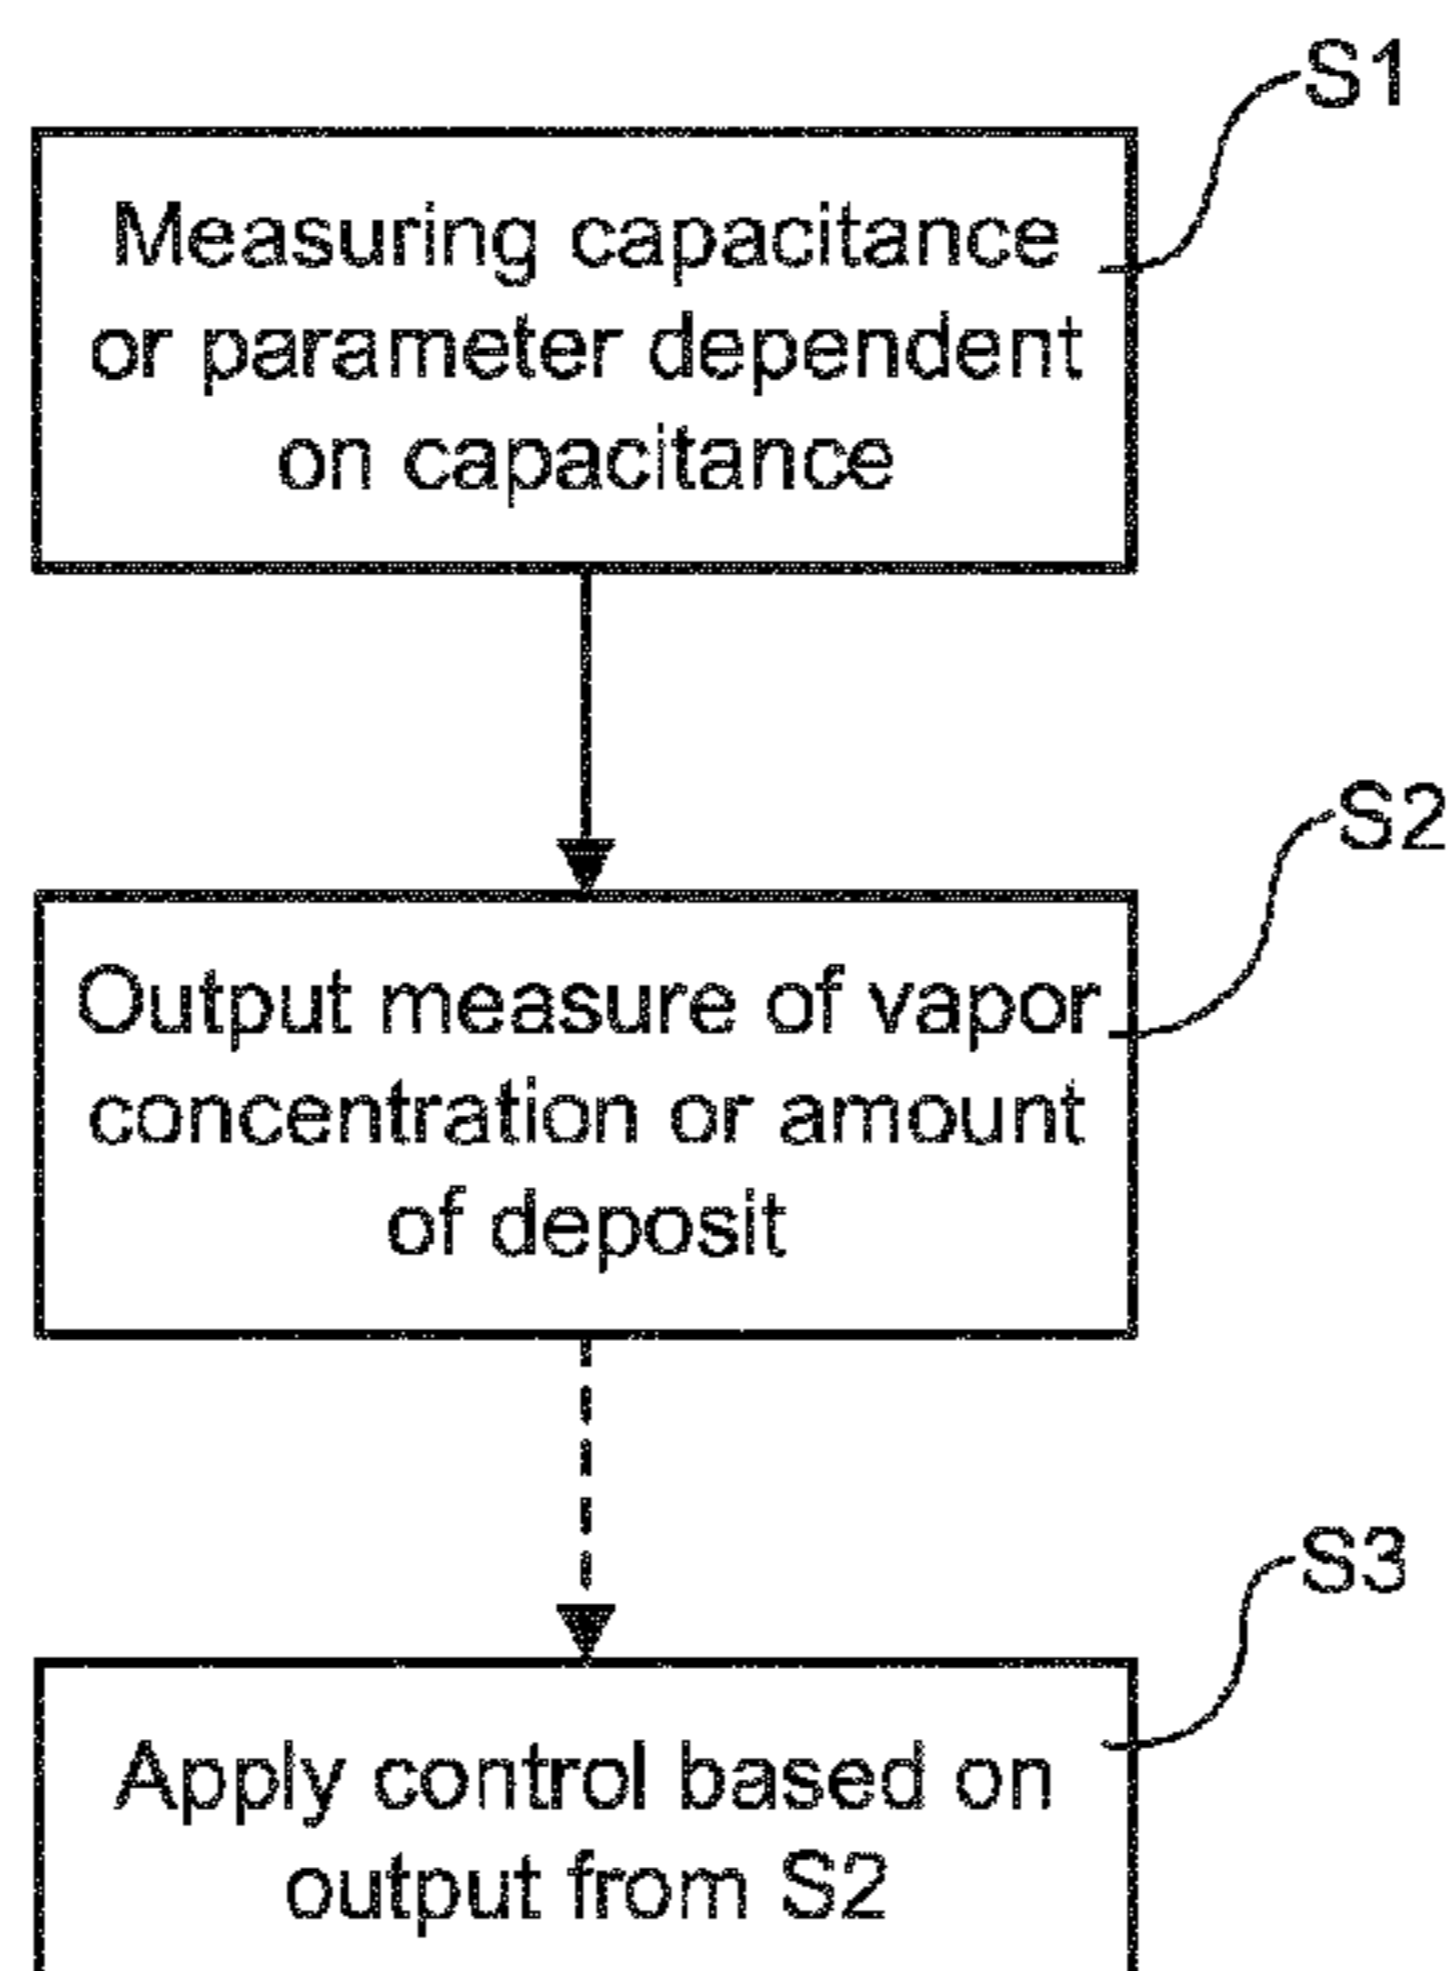 S1
Measuring capacitance
or parameter dependent
on capacitance
S2
Output measure of vapor
concentration or amount
of deposit
S3
Apply control based on
output from S2